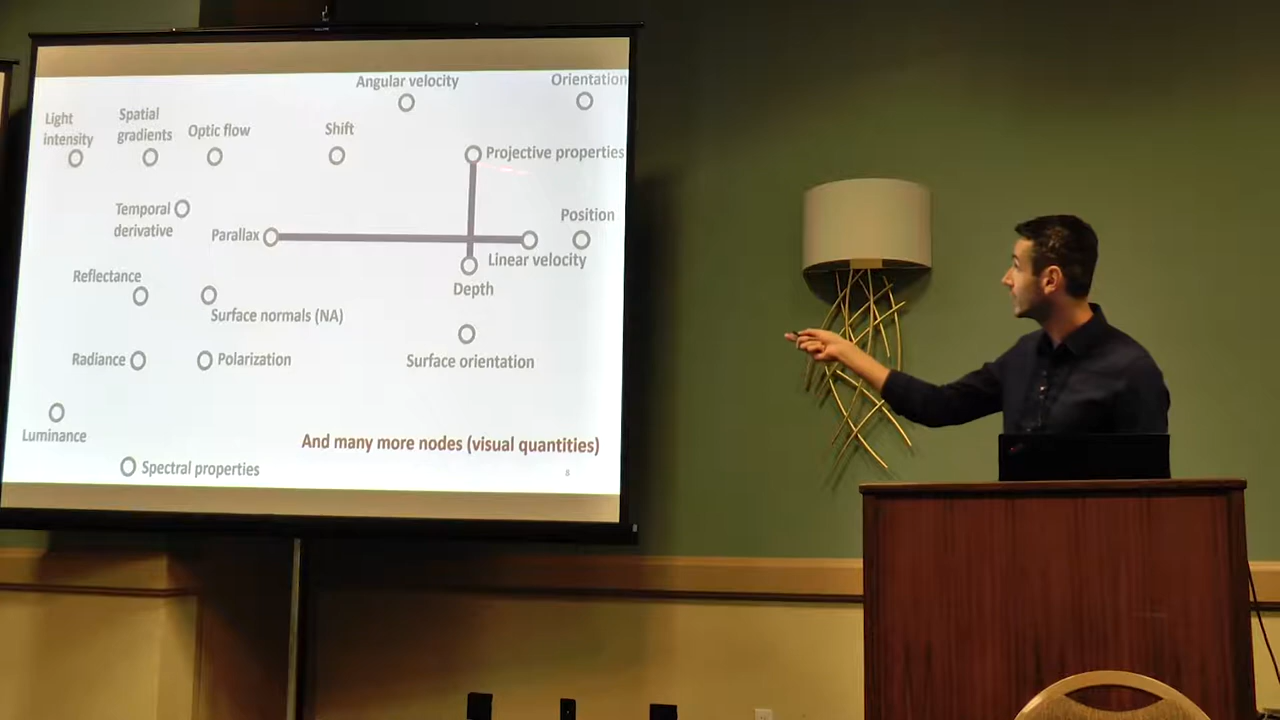 Angular velocity
Orientation
Light
intensity
Spatial
gradients
Optic flow
Shift
Projective properties
Temporal
derivative
Parallax
Position
Linear velocity
Reflectance
Depth
Surface normals (NA)
Radiance
Polarization
Surface orientation
Luminance
And many more nodes (visual quantities)
Spectral properties
8